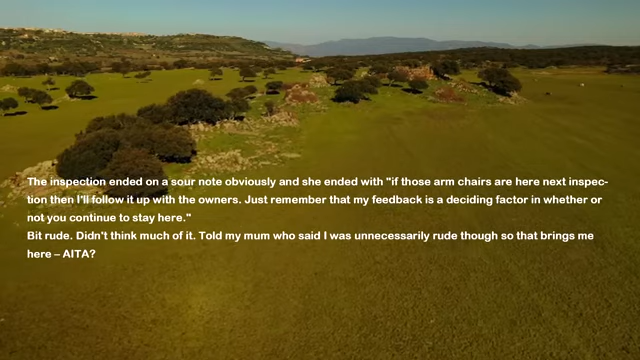 The inspection ended on a sour note obviously and she ended with "if those arm chairs are here next inspec-
tion then I'll follow it up with the owners. Just remember that my feedback is a deciding factor in whether or
not you continue to stay here."
Bit rude. Didn't think much of it. Told my mum who said I was unnecessarily rude though so that brings me
here – AITA?